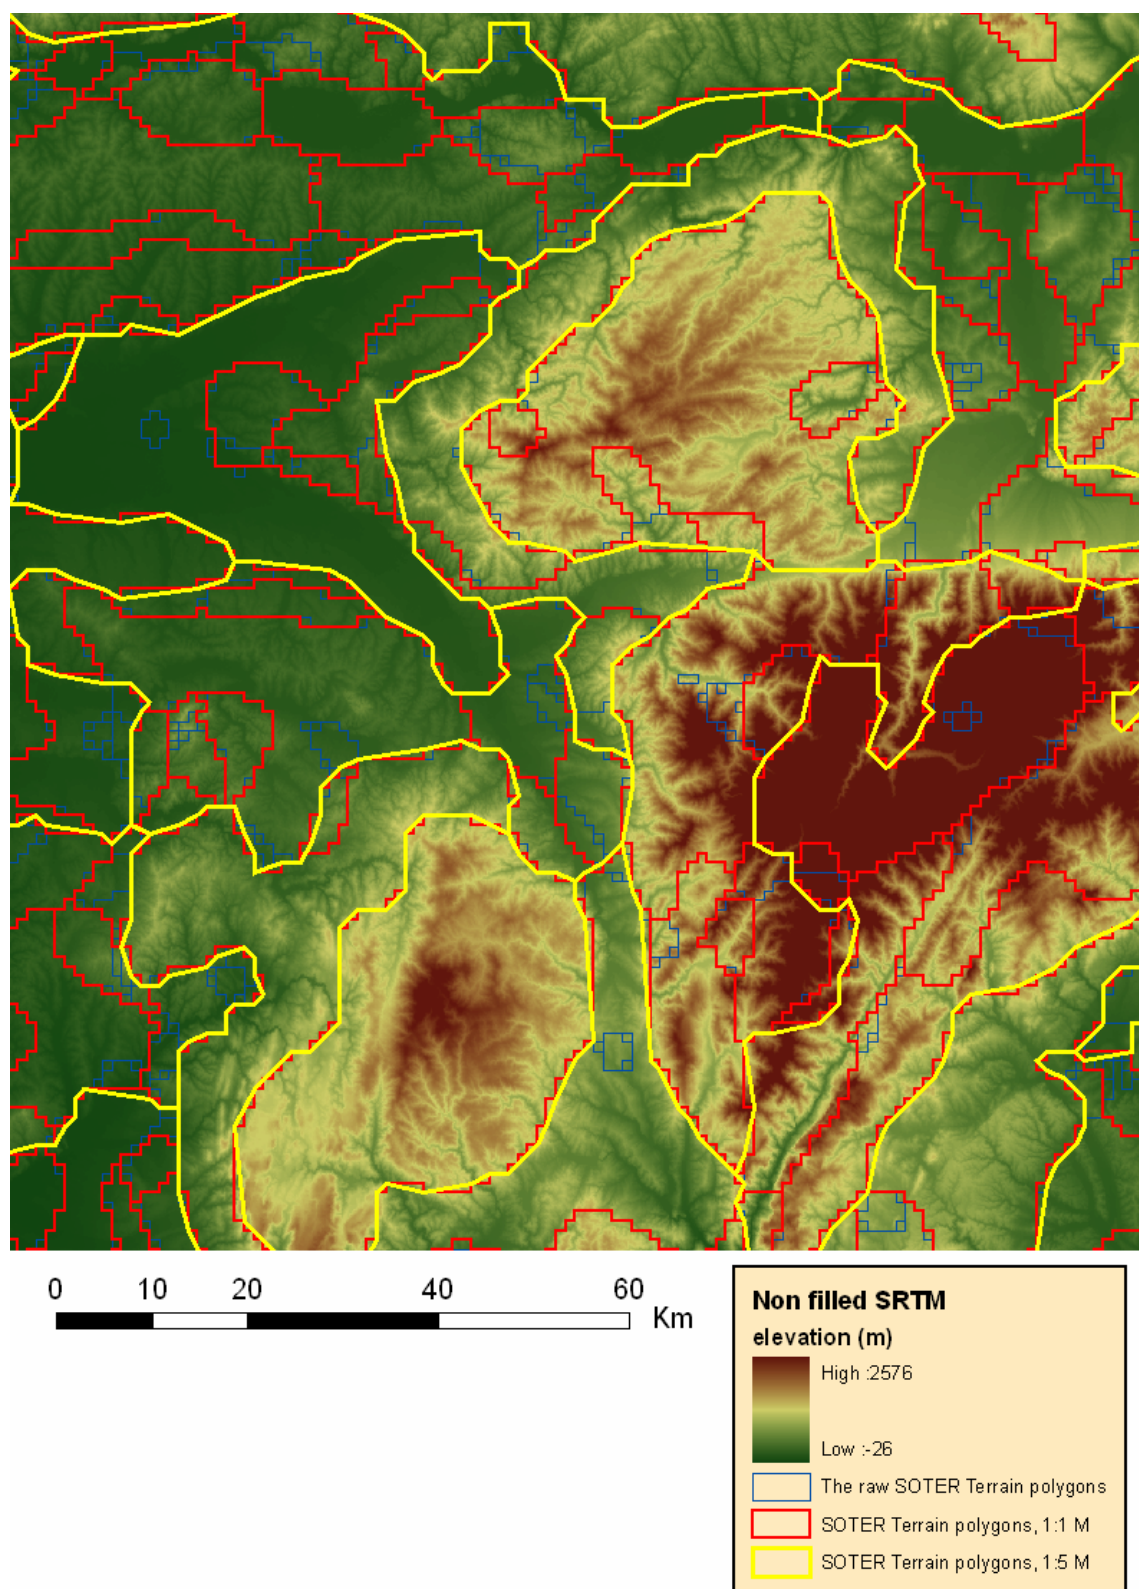 0 10 20 40 60
Km
Non filled SRTM
elevation (m)
High :2576
Low :-26
The raw SOTER Terrain polygons
SOTER Terrain polygons, 1:1 M
SOTER Terrain polygons, 1:5 M